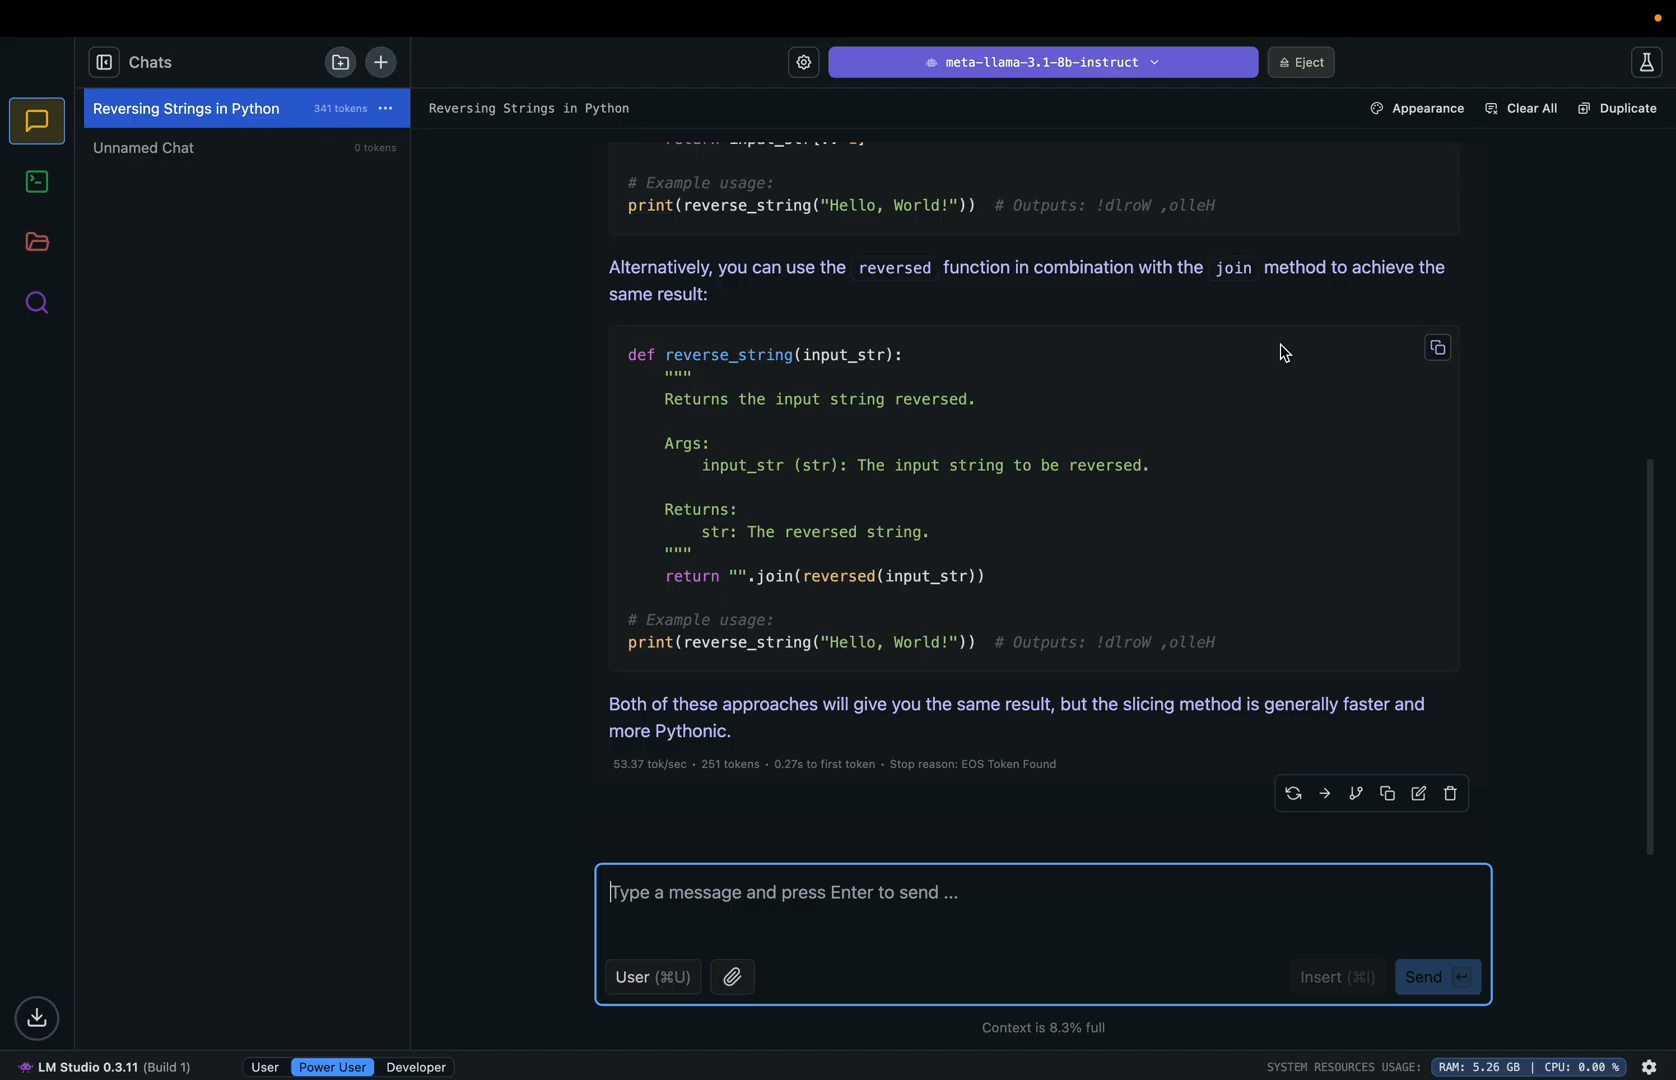 Chats
meta-llama-3.1-8b-instruct
Eject
Reversing Strings in Python 341 tokens
Reversing Strings in Python
Appearance
Clear All
Duplicate
Unnamed Chat 0 tokens
# Example usage:
print(reverse_string("Hello, World!")) # Outputs: !dlroW ,olleH
Alternatively, you can use the reversed function in combination with the join method to achieve the
same result:
def reverse_string(input_str):
"""
Returns the input string reversed.
Args:
input_str (str): The input string to be reversed.
Returns:
str: The reversed string.
"""
return "".join(reversed(input_str))
# Example usage:
print(reverse_string("Hello, World!")) # Outputs: !dlroW ,olleH
Both of these approaches will give you the same result, but the slicing method is generally faster and
more Pythonic.
53.37 tok/sec • 251 tokens • 0.27s to first token • Stop reason: EOS Token Found
Type a message and press Enter to send ...
User (⌘U)
Insert (⌘I)
Send
Context is 8.3% full
LM Studio 0.3.11 (Build 1)
User
Power User
Developer
SYSTEM RESOURCES USAGE: RAM: 5.26 GB | CPU: 0.00 %